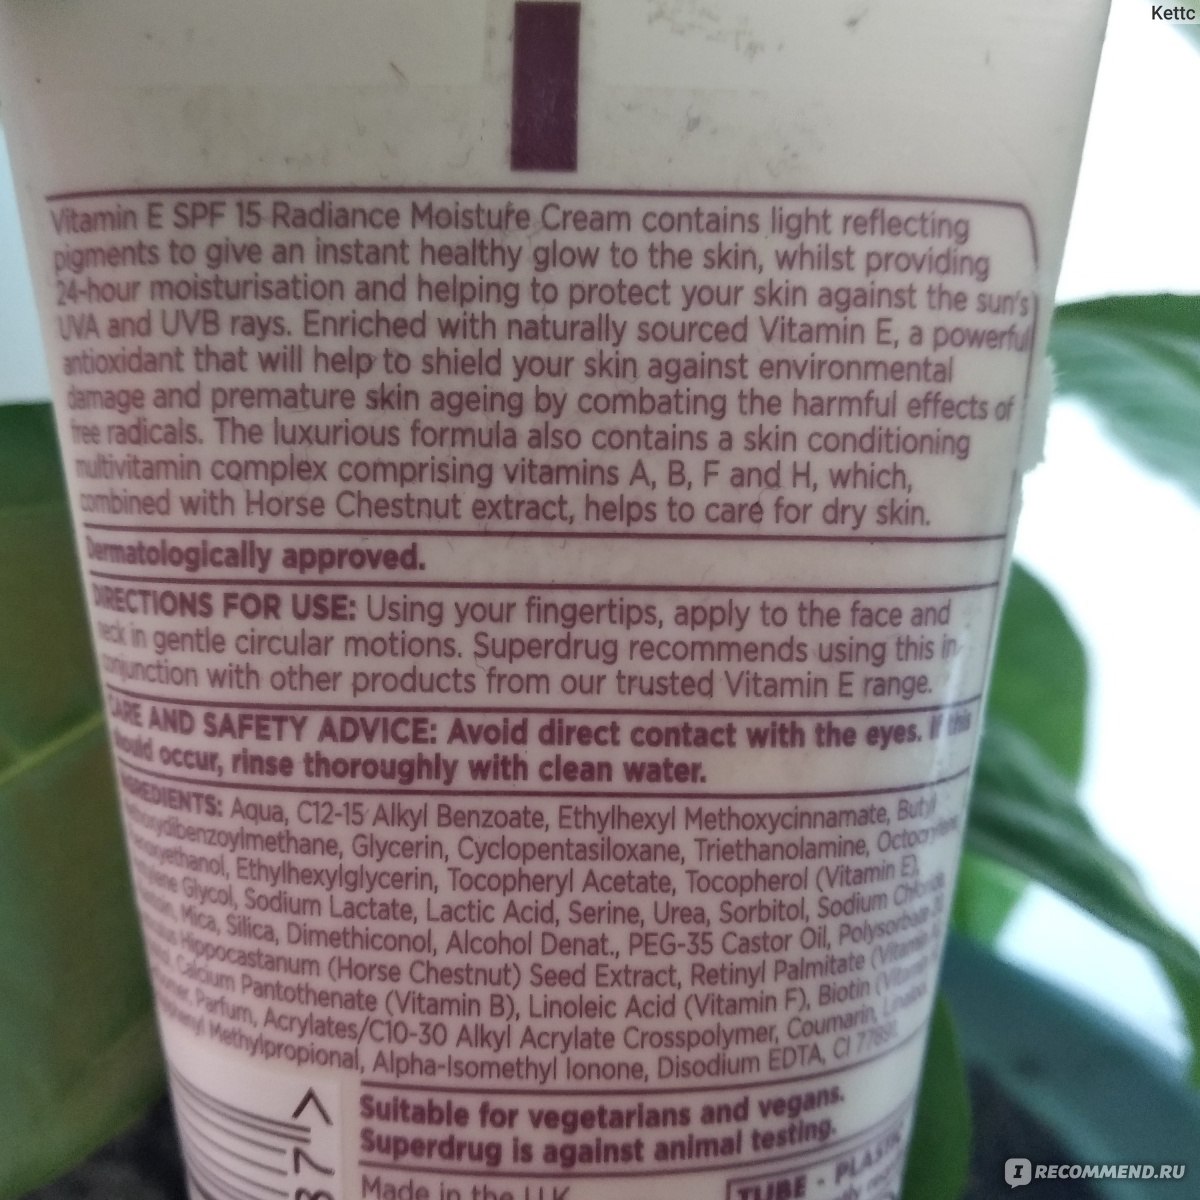 Kettc
Vitamin E SPF 15 Radiance Moisture Cream contains light reflecting
pigments to give an instant healthy glow to the skin, whilst providing
24-hour moisturisation and helping to protect your skin against the sun's
UVA and UVB rays. Enriched with naturally sourced Vitamin E, a powerful
antioxidant that will help to shield your skin against environmental
damage and premature skin ageing by combating the harmful effects of
free radicals. The luxurious formula also contains a skin conditioning
multivitamin complex comprising vitamins A, B, F and H, which,
combined with Horse Chestnut extract, helps to care for dry skin.
Dermatologically approved.
DIRECTIONS FOR USE: Using your fingertips, apply to the face and
neck in gentle circular motions. Superdrug recommends using this in
conjunction with other products from our trusted Vitamin E range.
CARE AND SAFETY ADVICE: Avoid direct contact with the eyes. If this
should occur, rinse thoroughly with clean water.
INGREDIENTS: Aqua, C12-15 Alkyl Benzoate, Ethylhexyl Methoxycinnamate, Butyl
Glycerin, Cyclopentasiloxane, Triethanolamine,
Ethylhexylglycerin, Tocopheryl Acetate, Tocopherol (Vitamin E),
Glycol, Sodium Lactate, Lactic Acid, Serine, Urea, Sorbitol, Sodium Chloride,
Mica, Silica, Dimethiconol, Alcohol Denat., PEG-35 Castor Oil,
Hippocastanum (Horse Chestnut) Seed Extract, Retinyl Palmitate (Vitamin
Calcium Pantothenate (Vitamin B), Linoleic Acid (Vitamin F), Biotin
Parfum, Acrylates/C10-30 Alkyl Acrylate Crosspolymer, Coumarin,
Methylpropional, Alpha-Isomethyl Ionone, Disodium EDTA, CI
Suitable for vegetarians and vegans.
Superdrug is against animal testing.
Made in the U.K.
TUBE - PLASTIC
IRECOMMEND.RU